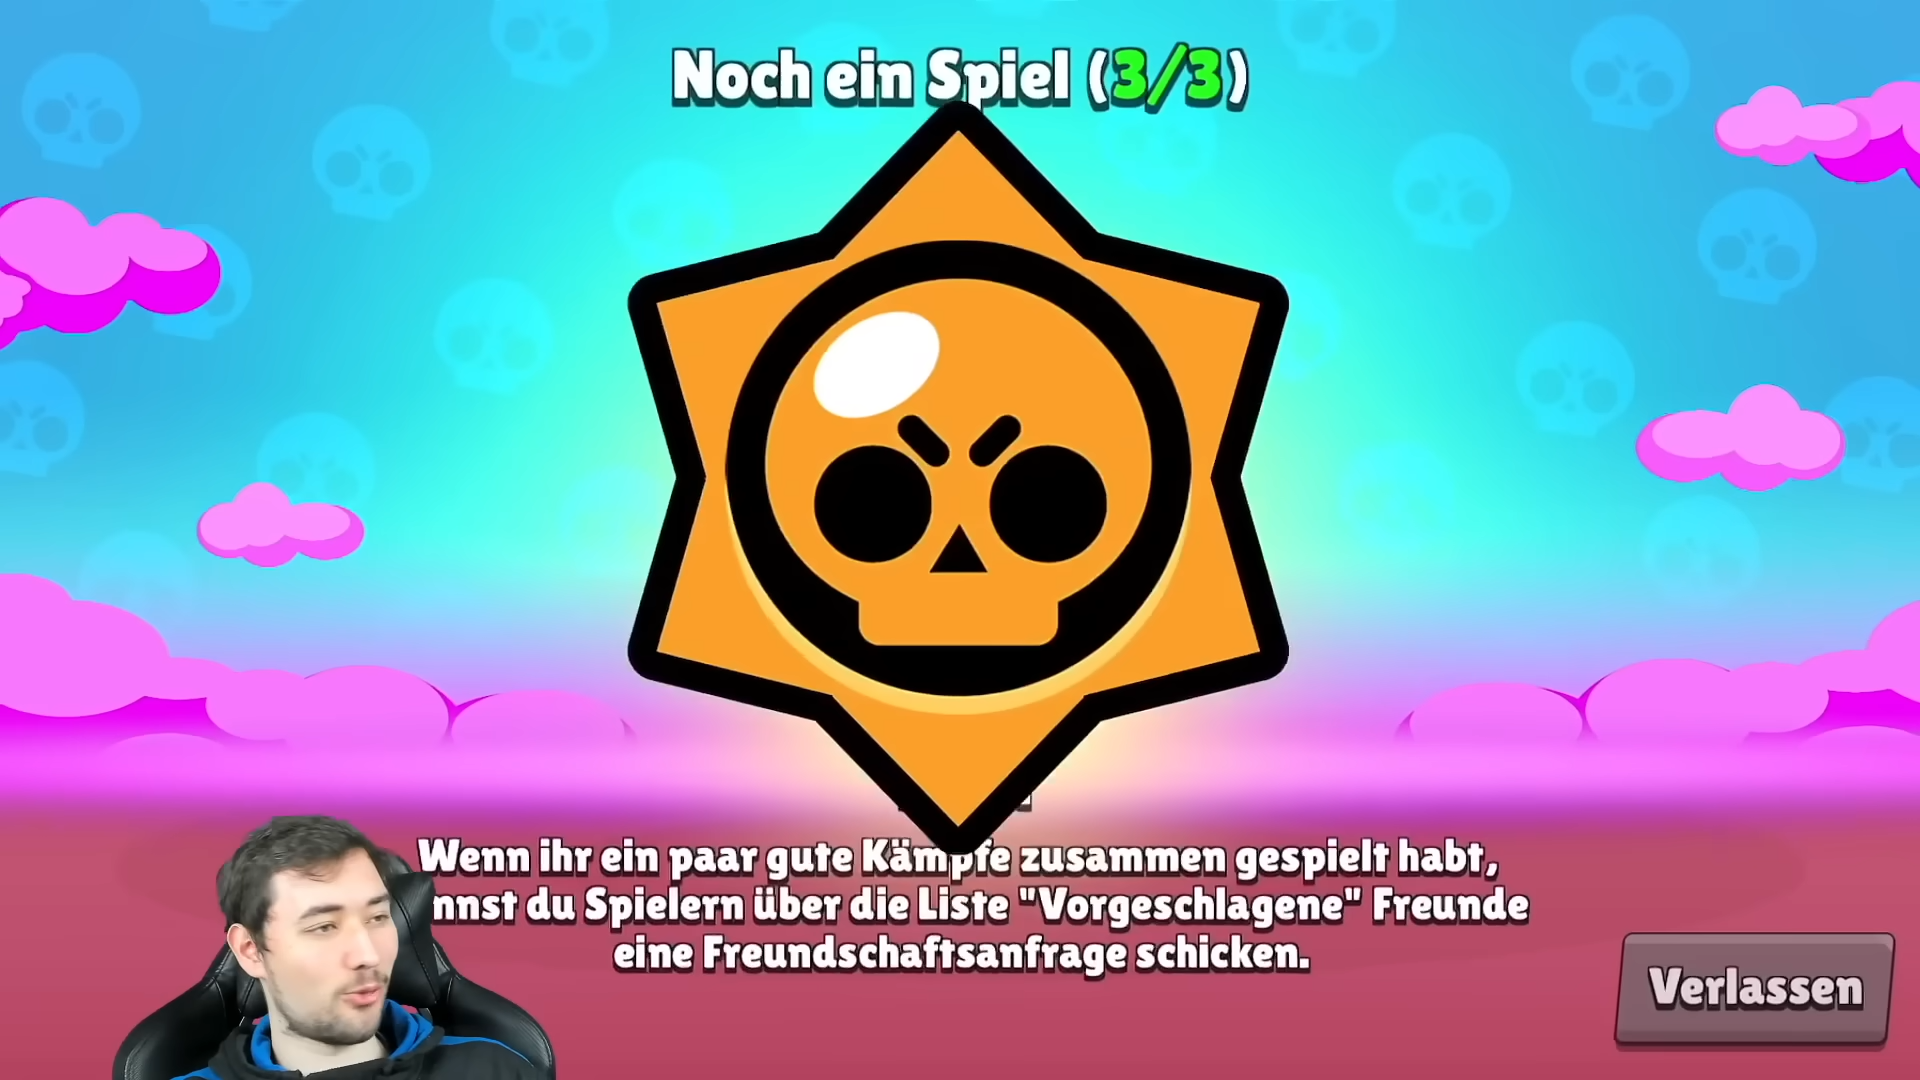 Noch ein Spiel (3/3)
Wenn ihr ein paar gute Kämpfe zusammen gespielt habt,
du Spielern über die Liste "Vorgeschlagene" Freunde
eine Freundschaftsanfrage schicken.
Verlassen